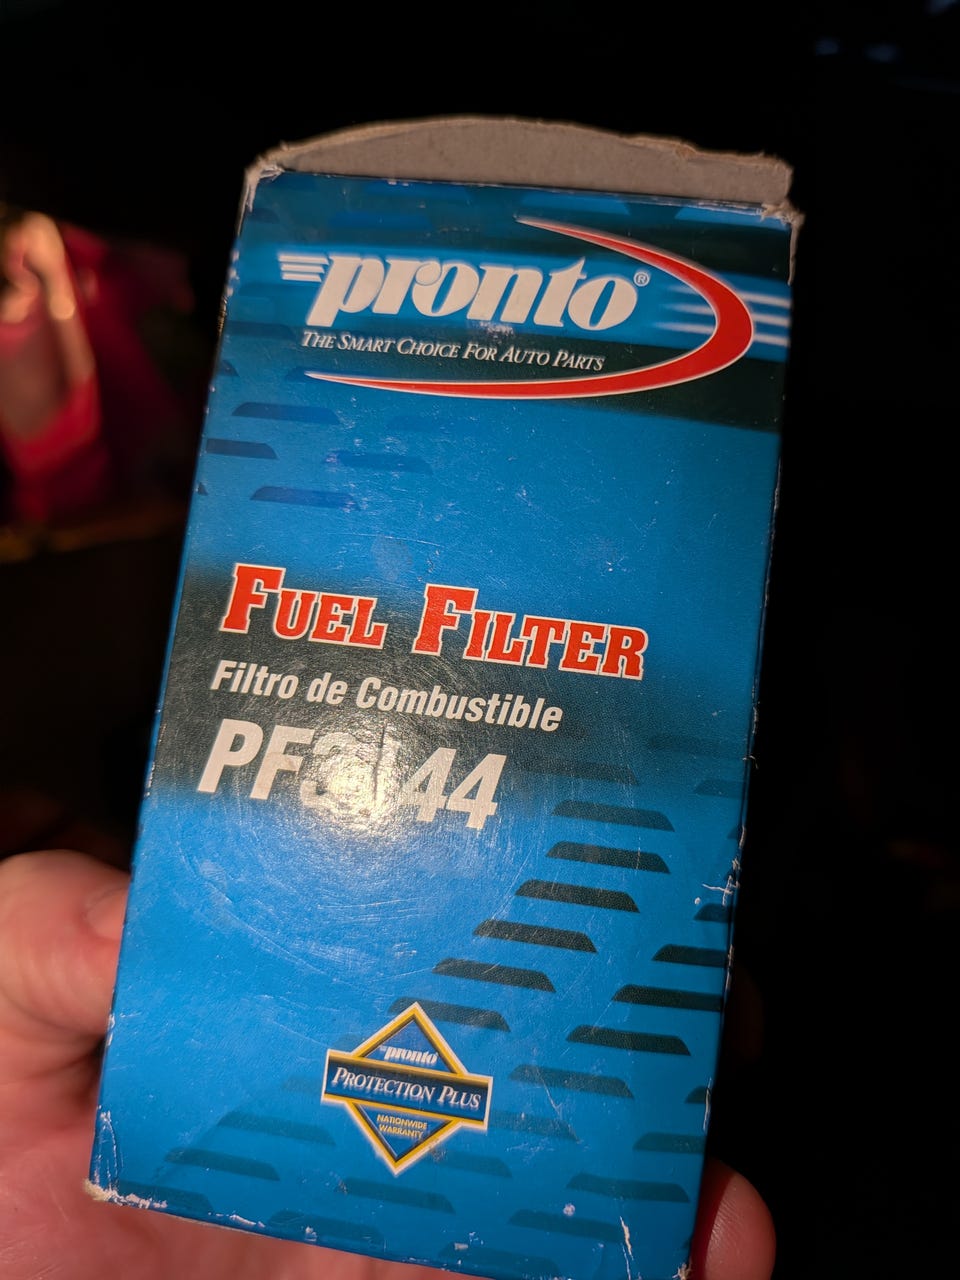 pronto®
THE SMART CHOICE FOR AUTO PARTS
FUEL FILTER
Filtro de Combustible
pronto
PROTECTION PLUS
NATIONWIDE
WARRANTY